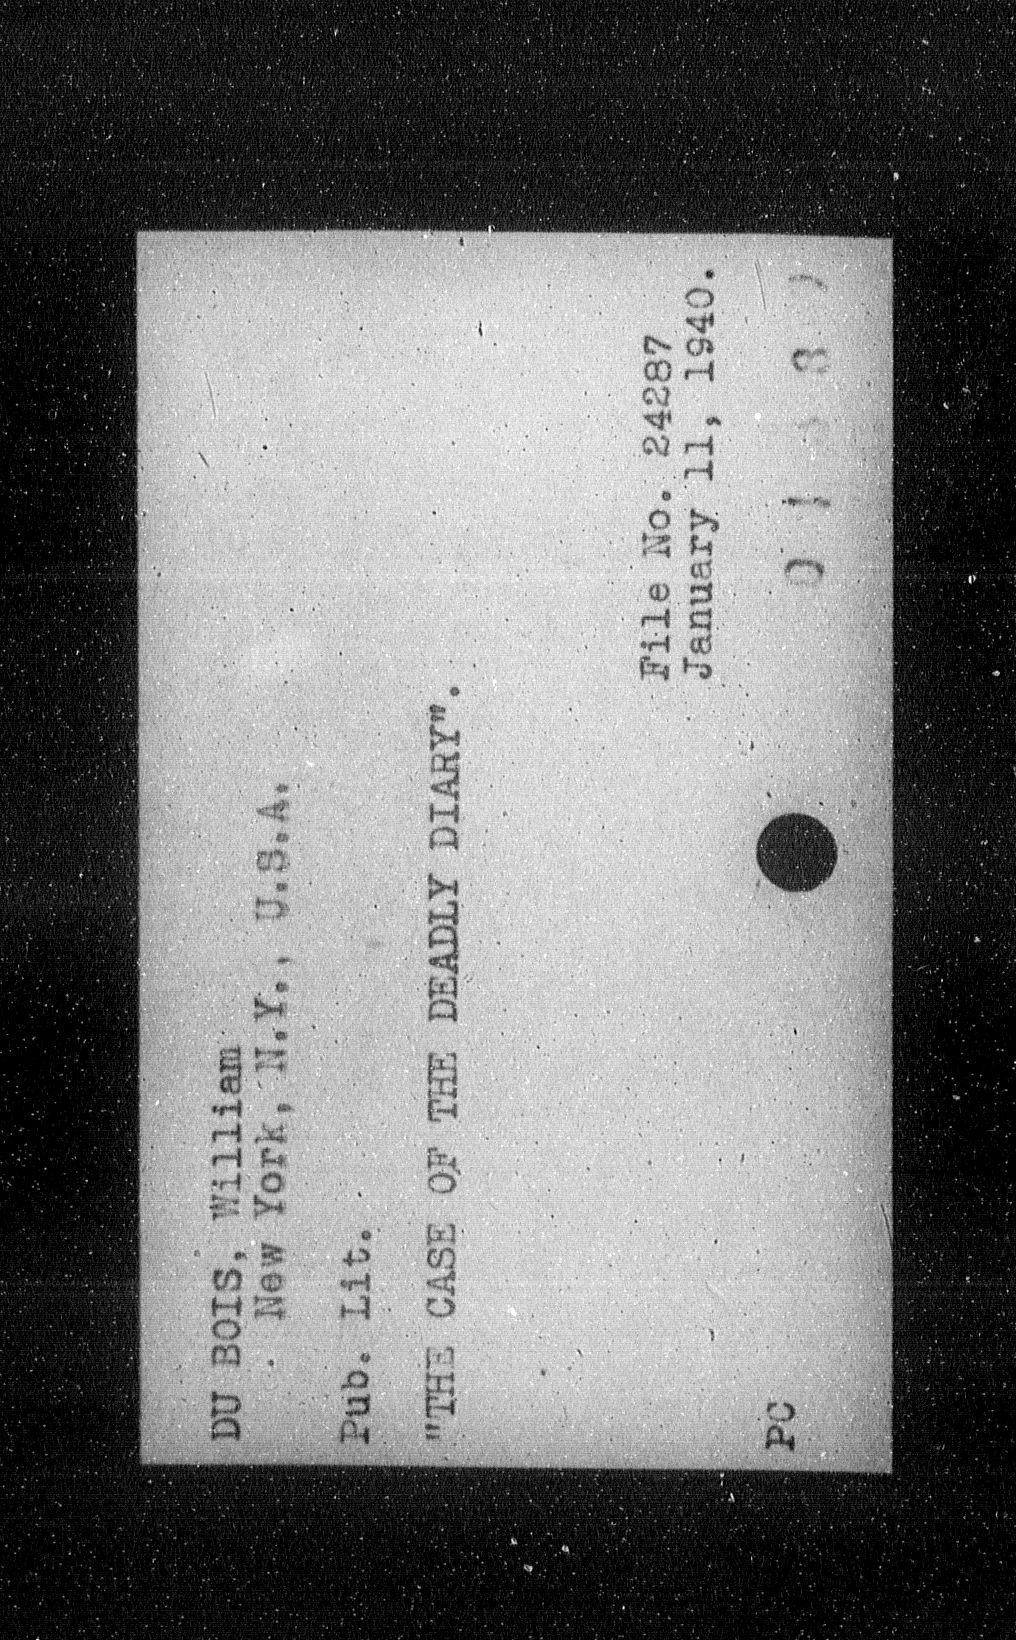 DU BOIS, William
New York, N.Y., U.S.A.
Pub. Lit.
"THE CASE OF THE DEADLY DIARY".
File No. 24287
January 11, 1940.
PC